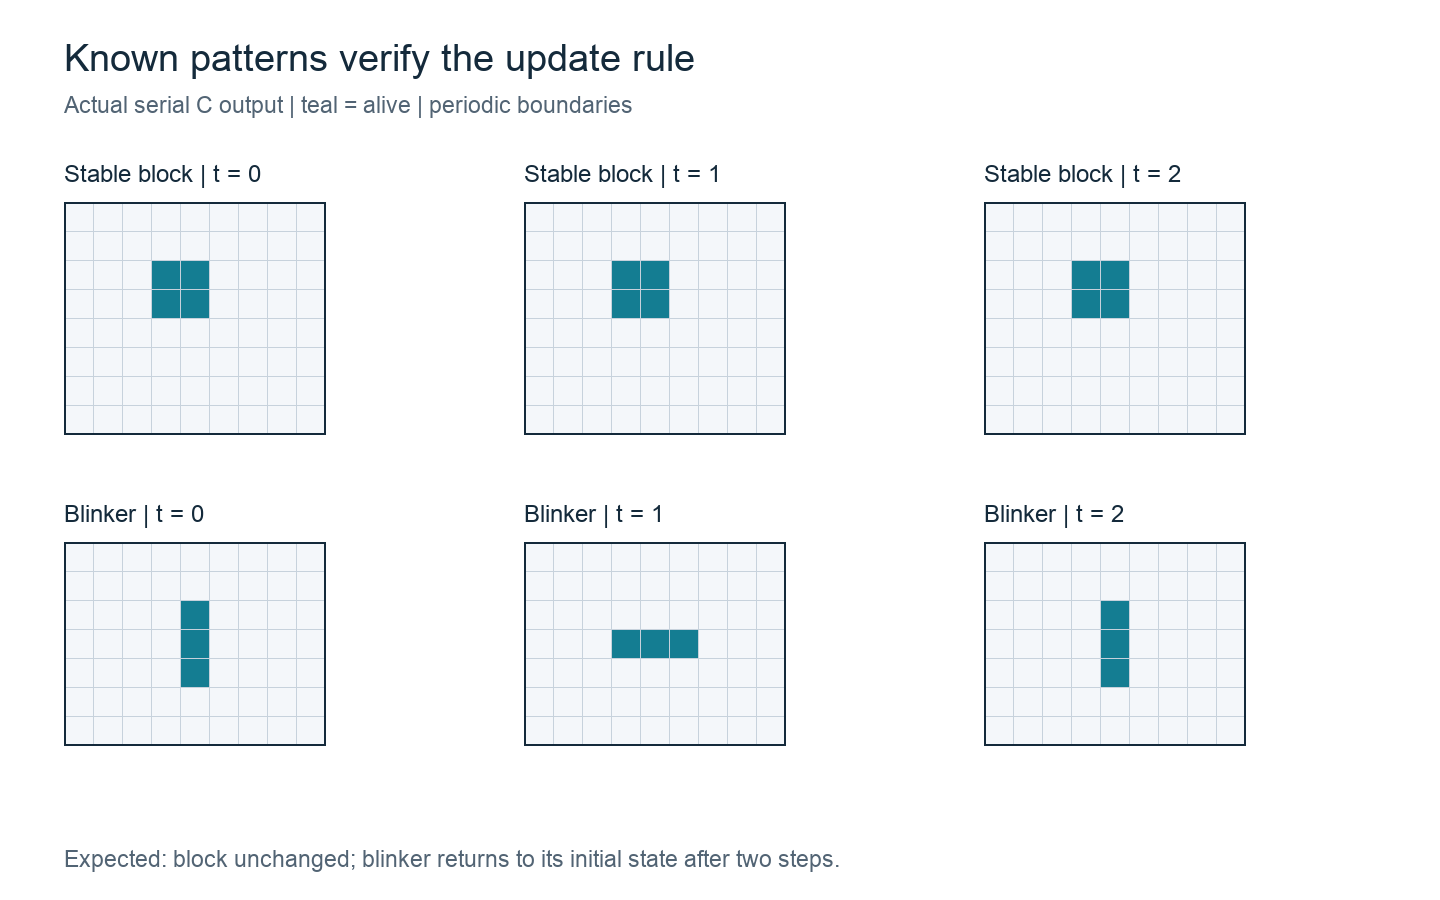 Known patterns verify the update rule
Actual serial C output | teal = alive | periodic boundaries
Stable block | t = 0
Stable block | t = 1
Stable block | t = 2
Blinker | t = 0
Blinker | t = 1
Blinker | t = 2
Expected: block unchanged; blinker returns to its initial state after two steps.